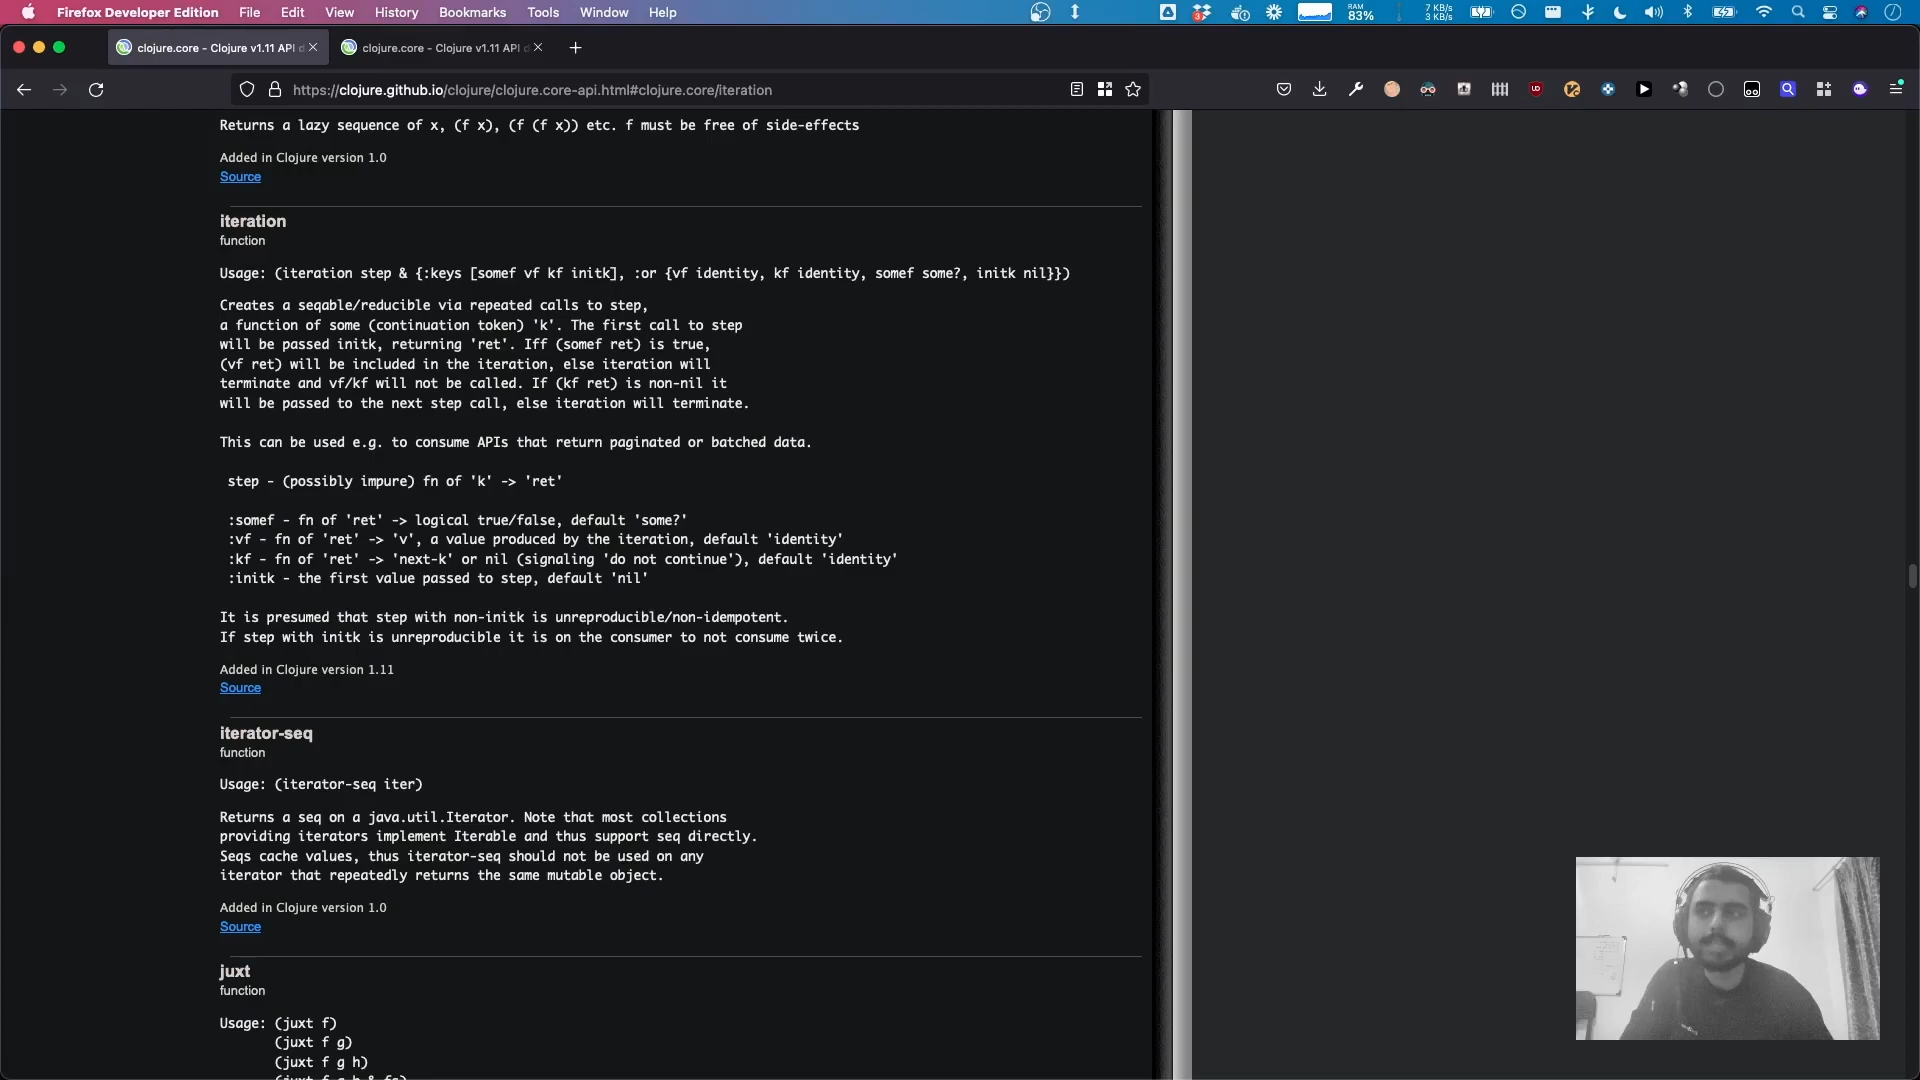 Firefox Developer Edition File Edit View History Bookmarks Tools Window Help
3 RAM 83% 7 KB/s 3 KB/s
clojure.core - Clojure v1.11 API d
clojure.core - Clojure v1.11 API d
https://clojure.github.io/clojure/clojure.core-api.html#clojure.core/iteration
Returns a lazy sequence of x, (f x), (f (f x)) etc. f must be free of side-effects
Added in Clojure version 1.0
Source
iteration
function
Usage: (iteration step & {:keys [somef vf kf initk], :or {vf identity, kf identity, somef some?, initk nil}})
Creates a seqable/reducible via repeated calls to step,
a function of some (continuation token) 'k'. The first call to step
will be passed initk, returning 'ret'. Iff (somef ret) is true,
(vf ret) will be included in the iteration, else iteration will
terminate and vf/kf will not be called. If (kf ret) is non-nil it
will be passed to the next step call, else iteration will terminate.
This can be used e.g. to consume APIs that return paginated or batched data.
step - (possibly impure) fn of 'k' -> 'ret'
:somef - fn of 'ret' -> logical true/false, default 'some?'
:vf - fn of 'ret' -> 'v', a value produced by the iteration, default 'identity'
:kf - fn of 'ret' -> 'next-k' or nil (signaling 'do not continue'), default 'identity'
:initk - the first value passed to step, default 'nil'
It is presumed that step with non-initk is unreproducible/non-idempotent.
If step with initk is unreproducible it is on the consumer to not consume twice.
Added in Clojure version 1.11
Source
iterator-seq
function
Usage: (iterator-seq iter)
Returns a seq on a java.util.Iterator. Note that most collections
providing iterators implement Iterable and thus support seq directly.
Seqs cache values, thus iterator-seq should not be used on any
iterator that repeatedly returns the same mutable object.
Added in Clojure version 1.0
Source
juxt
function
Usage: (juxt f)
(juxt f g)
(juxt f g h)
(juxt f g h & fs)